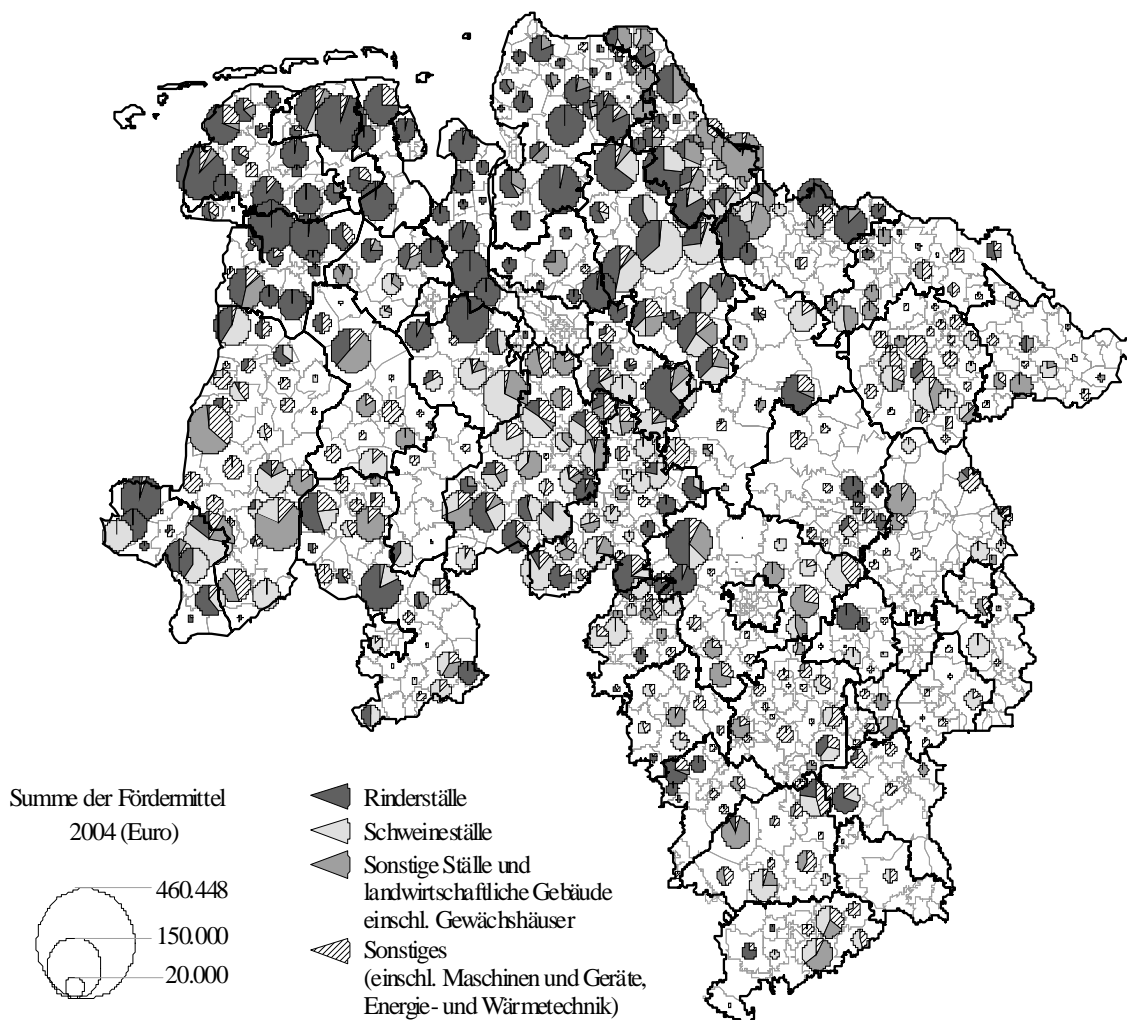 Summe der Fördermittel
2004 (Euro)
460.448
150.000
20.000
Rinderställe
Schweineställe
Sonstige Ställe und
landwirtschaftliche Gebäude
einschl. Gewächshäuser
Sonstiges
(einschl. Maschinen und Geräte,
Energie- und Wärmetechnik)